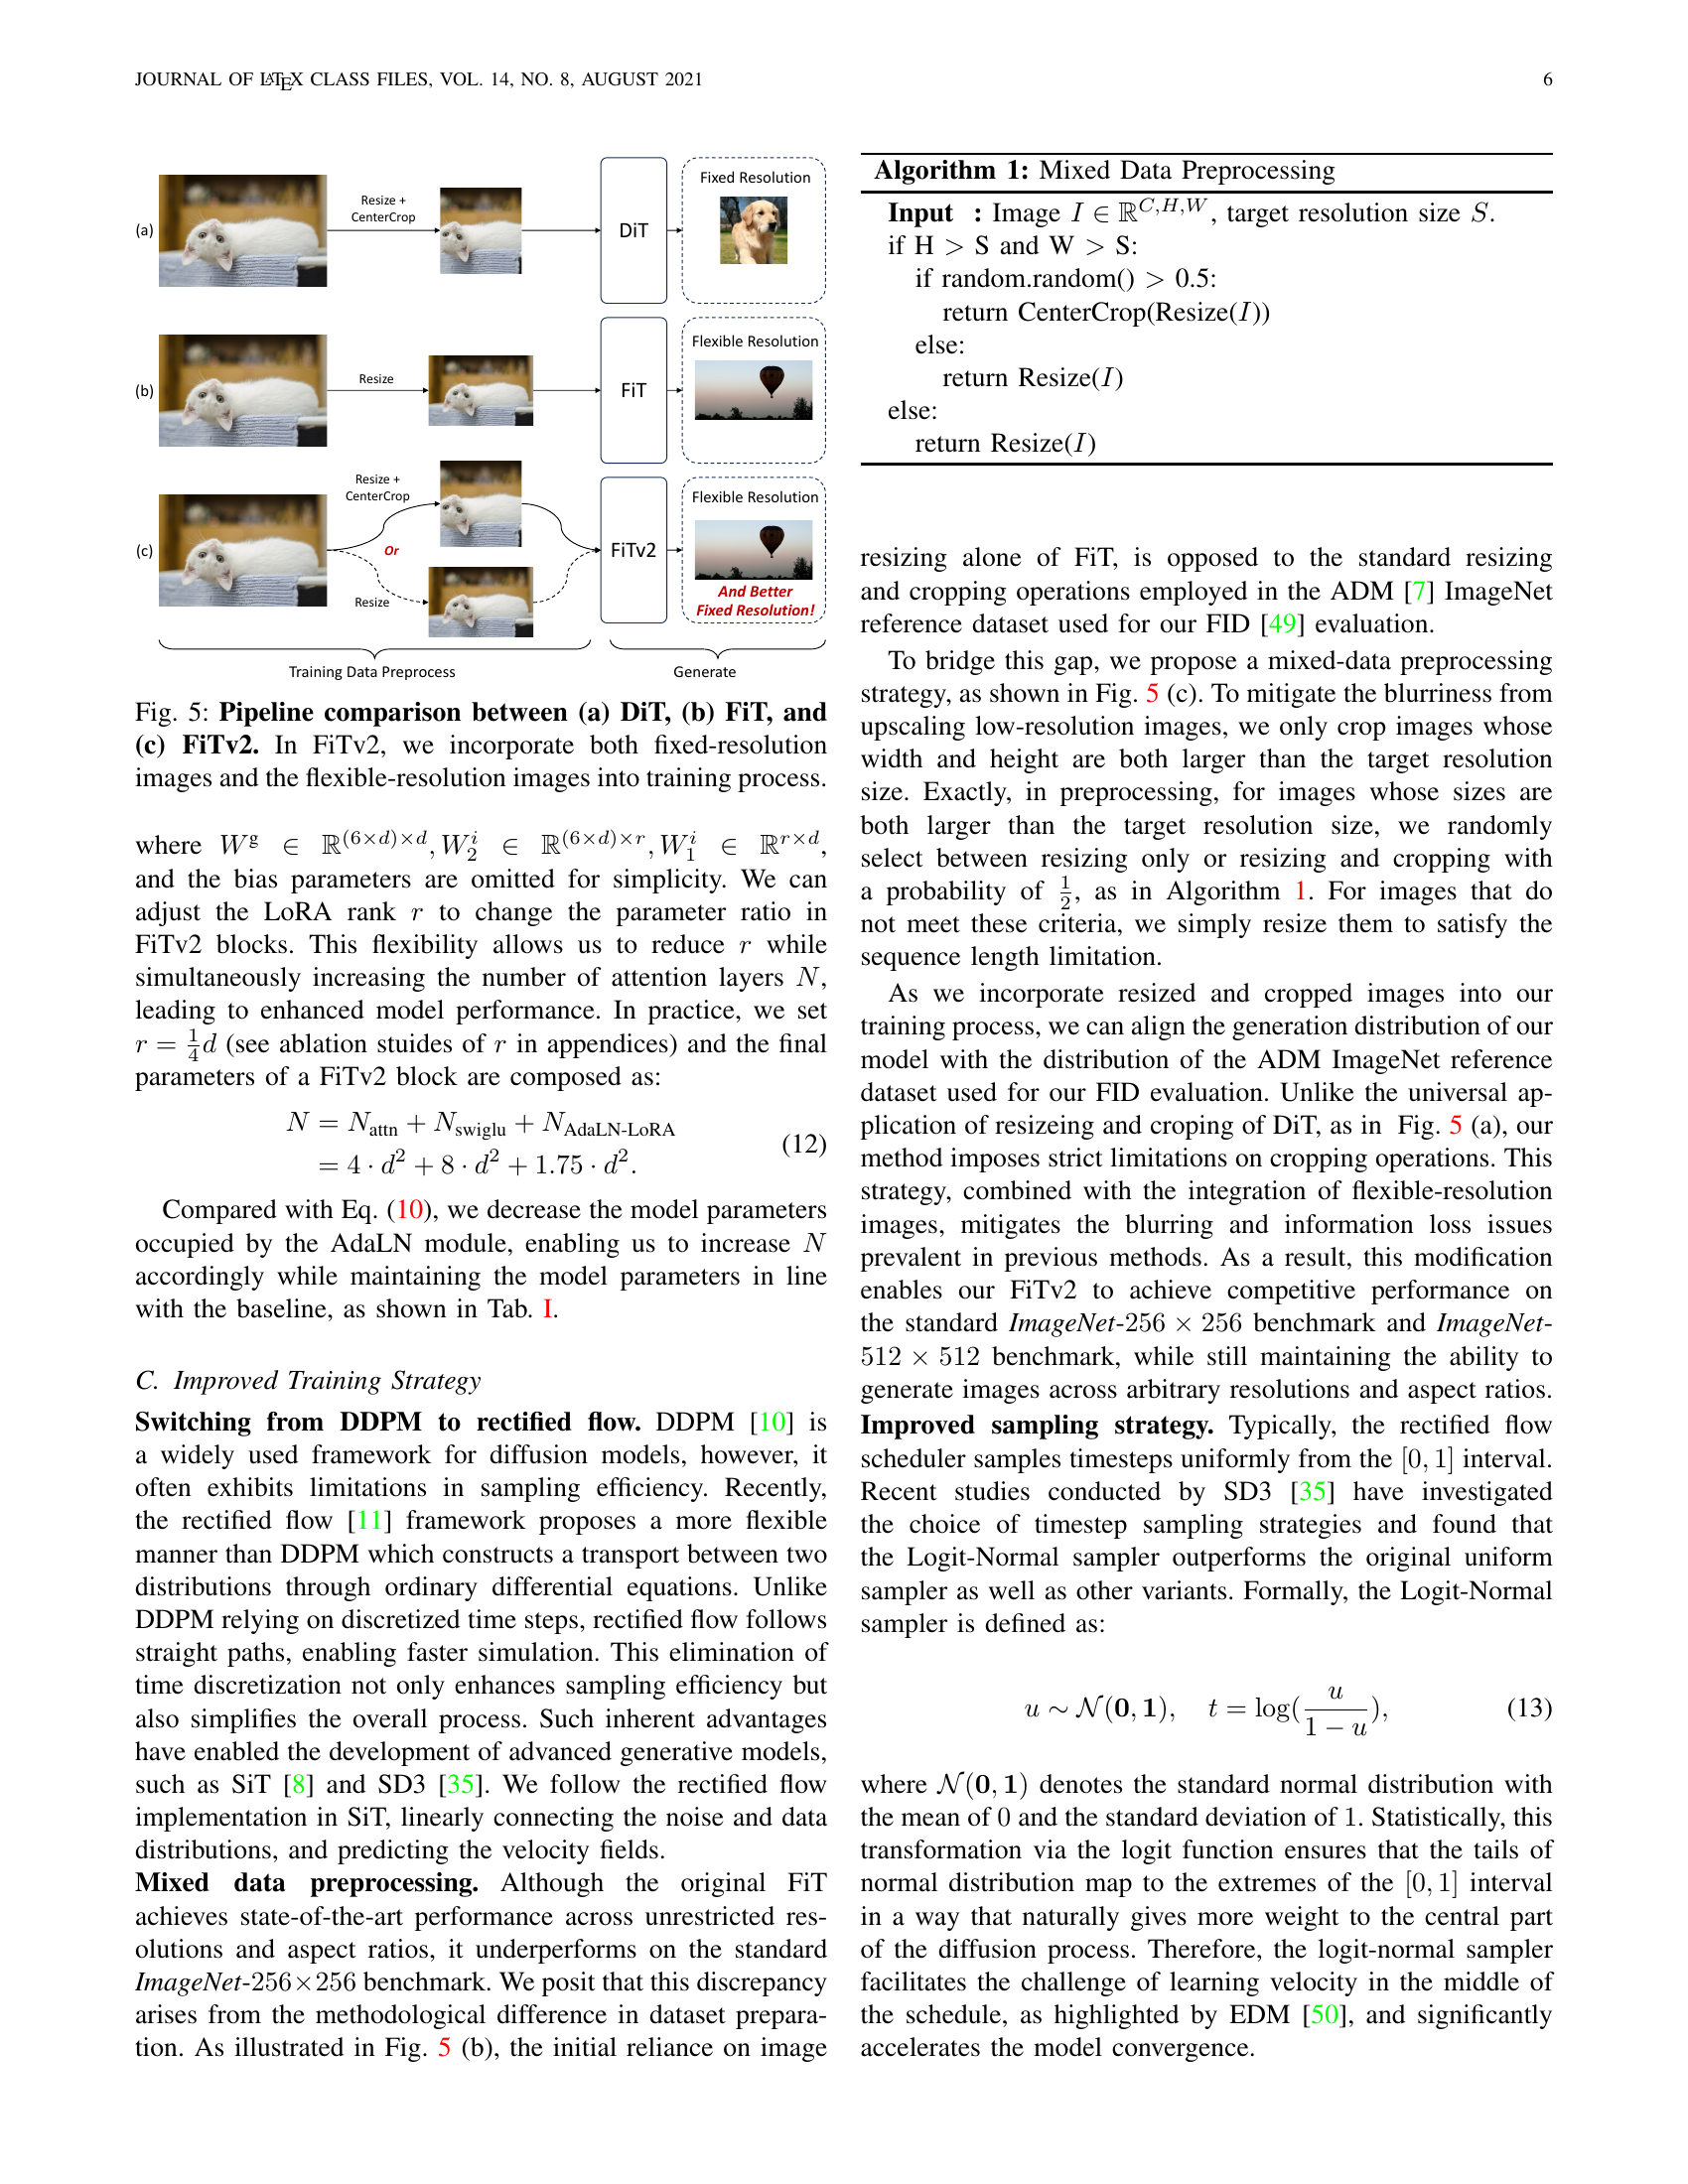 JOURNAL OF LATEX CLASS FILES, VOL. 14, NO. 8, AUGUST 2021
6
(a)
Resize +
CenterCrop
DiT
Fixed Resolution
(b)
Resize
FiT
Flexible Resolution
(c)
Resize +
CenterCrop
Or
Resize
FiTv2
Flexible Resolution
And Better
Fixed Resolution!
Training Data Preprocess
Generate
Fig. 5: Pipeline comparison between (a) DiT, (b) FiT, and
(c) FiTv2. In FiTv2, we incorporate both fixed-resolution
images and the flexible-resolution images into training process.
where $W^{\mathrm{g}} \in \mathbb{R}^{(6\times d)\times d}, W_2^i \in \mathbb{R}^{(6\times d)\times r}, W_1^i \in \mathbb{R}^{r\times d}$,
and the bias parameters are omitted for simplicity. We can
adjust the LoRA rank r to change the parameter ratio in
FiTv2 blocks. This flexibility allows us to reduce r while
simultaneously increasing the number of attention layers N,
leading to enhanced model performance. In practice, we set
$r = \frac{1}{4}d$ (see ablation stuides of r in appendices) and the final
parameters of a FiTv2 block are composed as:
$N = N_{\text{attn}} + N_{\text{swiglu}} + N_{\text{AdaLN-LoRA}}$
$= 4 \cdot d^2 + 8 \cdot d^2 + 1.75 \cdot d^2.$
(12)
Compared with Eq. (10), we decrease the model parameters
occupied by the AdaLN module, enabling us to increase N
accordingly while maintaining the model parameters in line
with the baseline, as shown in Tab. I.
C. Improved Training Strategy
Switching from DDPM to rectified flow. DDPM [10] is
a widely used framework for diffusion models, however, it
often exhibits limitations in sampling efficiency. Recently,
the rectified flow [11] framework proposes a more flexible
manner than DDPM which constructs a transport between two
distributions through ordinary differential equations. Unlike
DDPM relying on discretized time steps, rectified flow follows
straight paths, enabling faster simulation. This elimination of
time discretization not only enhances sampling efficiency but
also simplifies the overall process. Such inherent advantages
have enabled the development of advanced generative models,
such as SiT [8] and SD3 [35]. We follow the rectified flow
implementation in SiT, linearly connecting the noise and data
distributions, and predicting the velocity fields.
Mixed data preprocessing. Although the original FiT
achieves state-of-the-art performance across unrestricted res-
olutions and aspect ratios, it underperforms on the standard
ImageNet-256×256 benchmark. We posit that this discrepancy
arises from the methodological difference in dataset prepara-
tion. As illustrated in Fig. 5 (b), the initial reliance on image
Algorithm 1: Mixed Data Preprocessing
Input : Image $I \in \mathbb{R}^{C,H,W}$, target resolution size S.
if H > S and W > S:
if random.random() > 0.5:
return CenterCrop(Resize(I))
else:
return Resize(I)
else:
return Resize(I)
resizing alone of FiT, is opposed to the standard resizing
and cropping operations employed in the ADM [7] ImageNet
reference dataset used for our FID [49] evaluation.
To bridge this gap, we propose a mixed-data preprocessing
strategy, as shown in Fig. 5 (c). To mitigate the blurriness from
upscaling low-resolution images, we only crop images whose
width and height are both larger than the target resolution
size. Exactly, in preprocessing, for images whose sizes are
both larger than the target resolution size, we randomly
select between resizing only or resizing and cropping with
a probability of $\frac{1}{2}$, as in Algorithm 1. For images that do
not meet these criteria, we simply resize them to satisfy the
sequence length limitation.
As we incorporate resized and cropped images into our
training process, we can align the generation distribution of our
model with the distribution of the ADM ImageNet reference
dataset used for our FID evaluation. Unlike the universal ap-
plication of resizeing and croping of DiT, as in Fig. 5 (a), our
method imposes strict limitations on cropping operations. This
strategy, combined with the integration of flexible-resolution
images, mitigates the blurring and information loss issues
prevalent in previous methods. As a result, this modification
enables our FiTv2 to achieve competitive performance on
the standard ImageNet-256 × 256 benchmark and ImageNet-
512 × 512 benchmark, while still maintaining the ability to
generate images across arbitrary resolutions and aspect ratios.
Improved sampling strategy. Typically, the rectified flow
scheduler samples timesteps uniformly from the [0, 1] interval.
Recent studies conducted by SD3 [35] have investigated
the choice of timestep sampling strategies and found that
the Logit-Normal sampler outperforms the original uniform
sampler as well as other variants. Formally, the Logit-Normal
sampler is defined as:
$u \sim \mathcal{N}(\mathbf{0}, \mathbf{1}), \quad t = \log(\frac{u}{1-u}),$
(13)
where $\mathcal{N}(\mathbf{0}, \mathbf{1})$ denotes the standard normal distribution with
the mean of 0 and the standard deviation of 1. Statistically, this
transformation via the logit function ensures that the tails of
normal distribution map to the extremes of the [0, 1] interval
in a way that naturally gives more weight to the central part
of the diffusion process. Therefore, the logit-normal sampler
facilitates the challenge of learning velocity in the middle of
the schedule, as highlighted by EDM [50], and significantly
accelerates the model convergence.